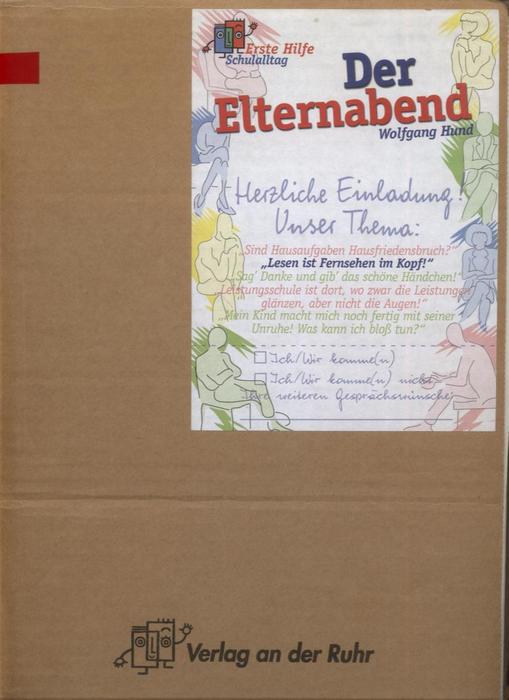 Erste Hilfe
Schulalltag
Der
Elternabend
Wolfgang Hund
Herzliche Einladung!
Unser Thema:
„Sind Hausaufgaben Hausfriedensbruch?“
„Lesen ist Fernsehen im Kopf!“
„Sag' Danke und gib' das schöne Händchen!“
„Leistungsschule ist dort, wo zwar die Leistungen
glänzen, aber nicht die Augen!“
„Mein Kind macht mich noch fertig mit seiner
Unruhe! Was kann ich bloß tun?“
Ich/Wir komme(n)
Ich/Wir komme(n) nicht
Ihre weiteren Gesprächswünsche:
Verlag an der Ruhr